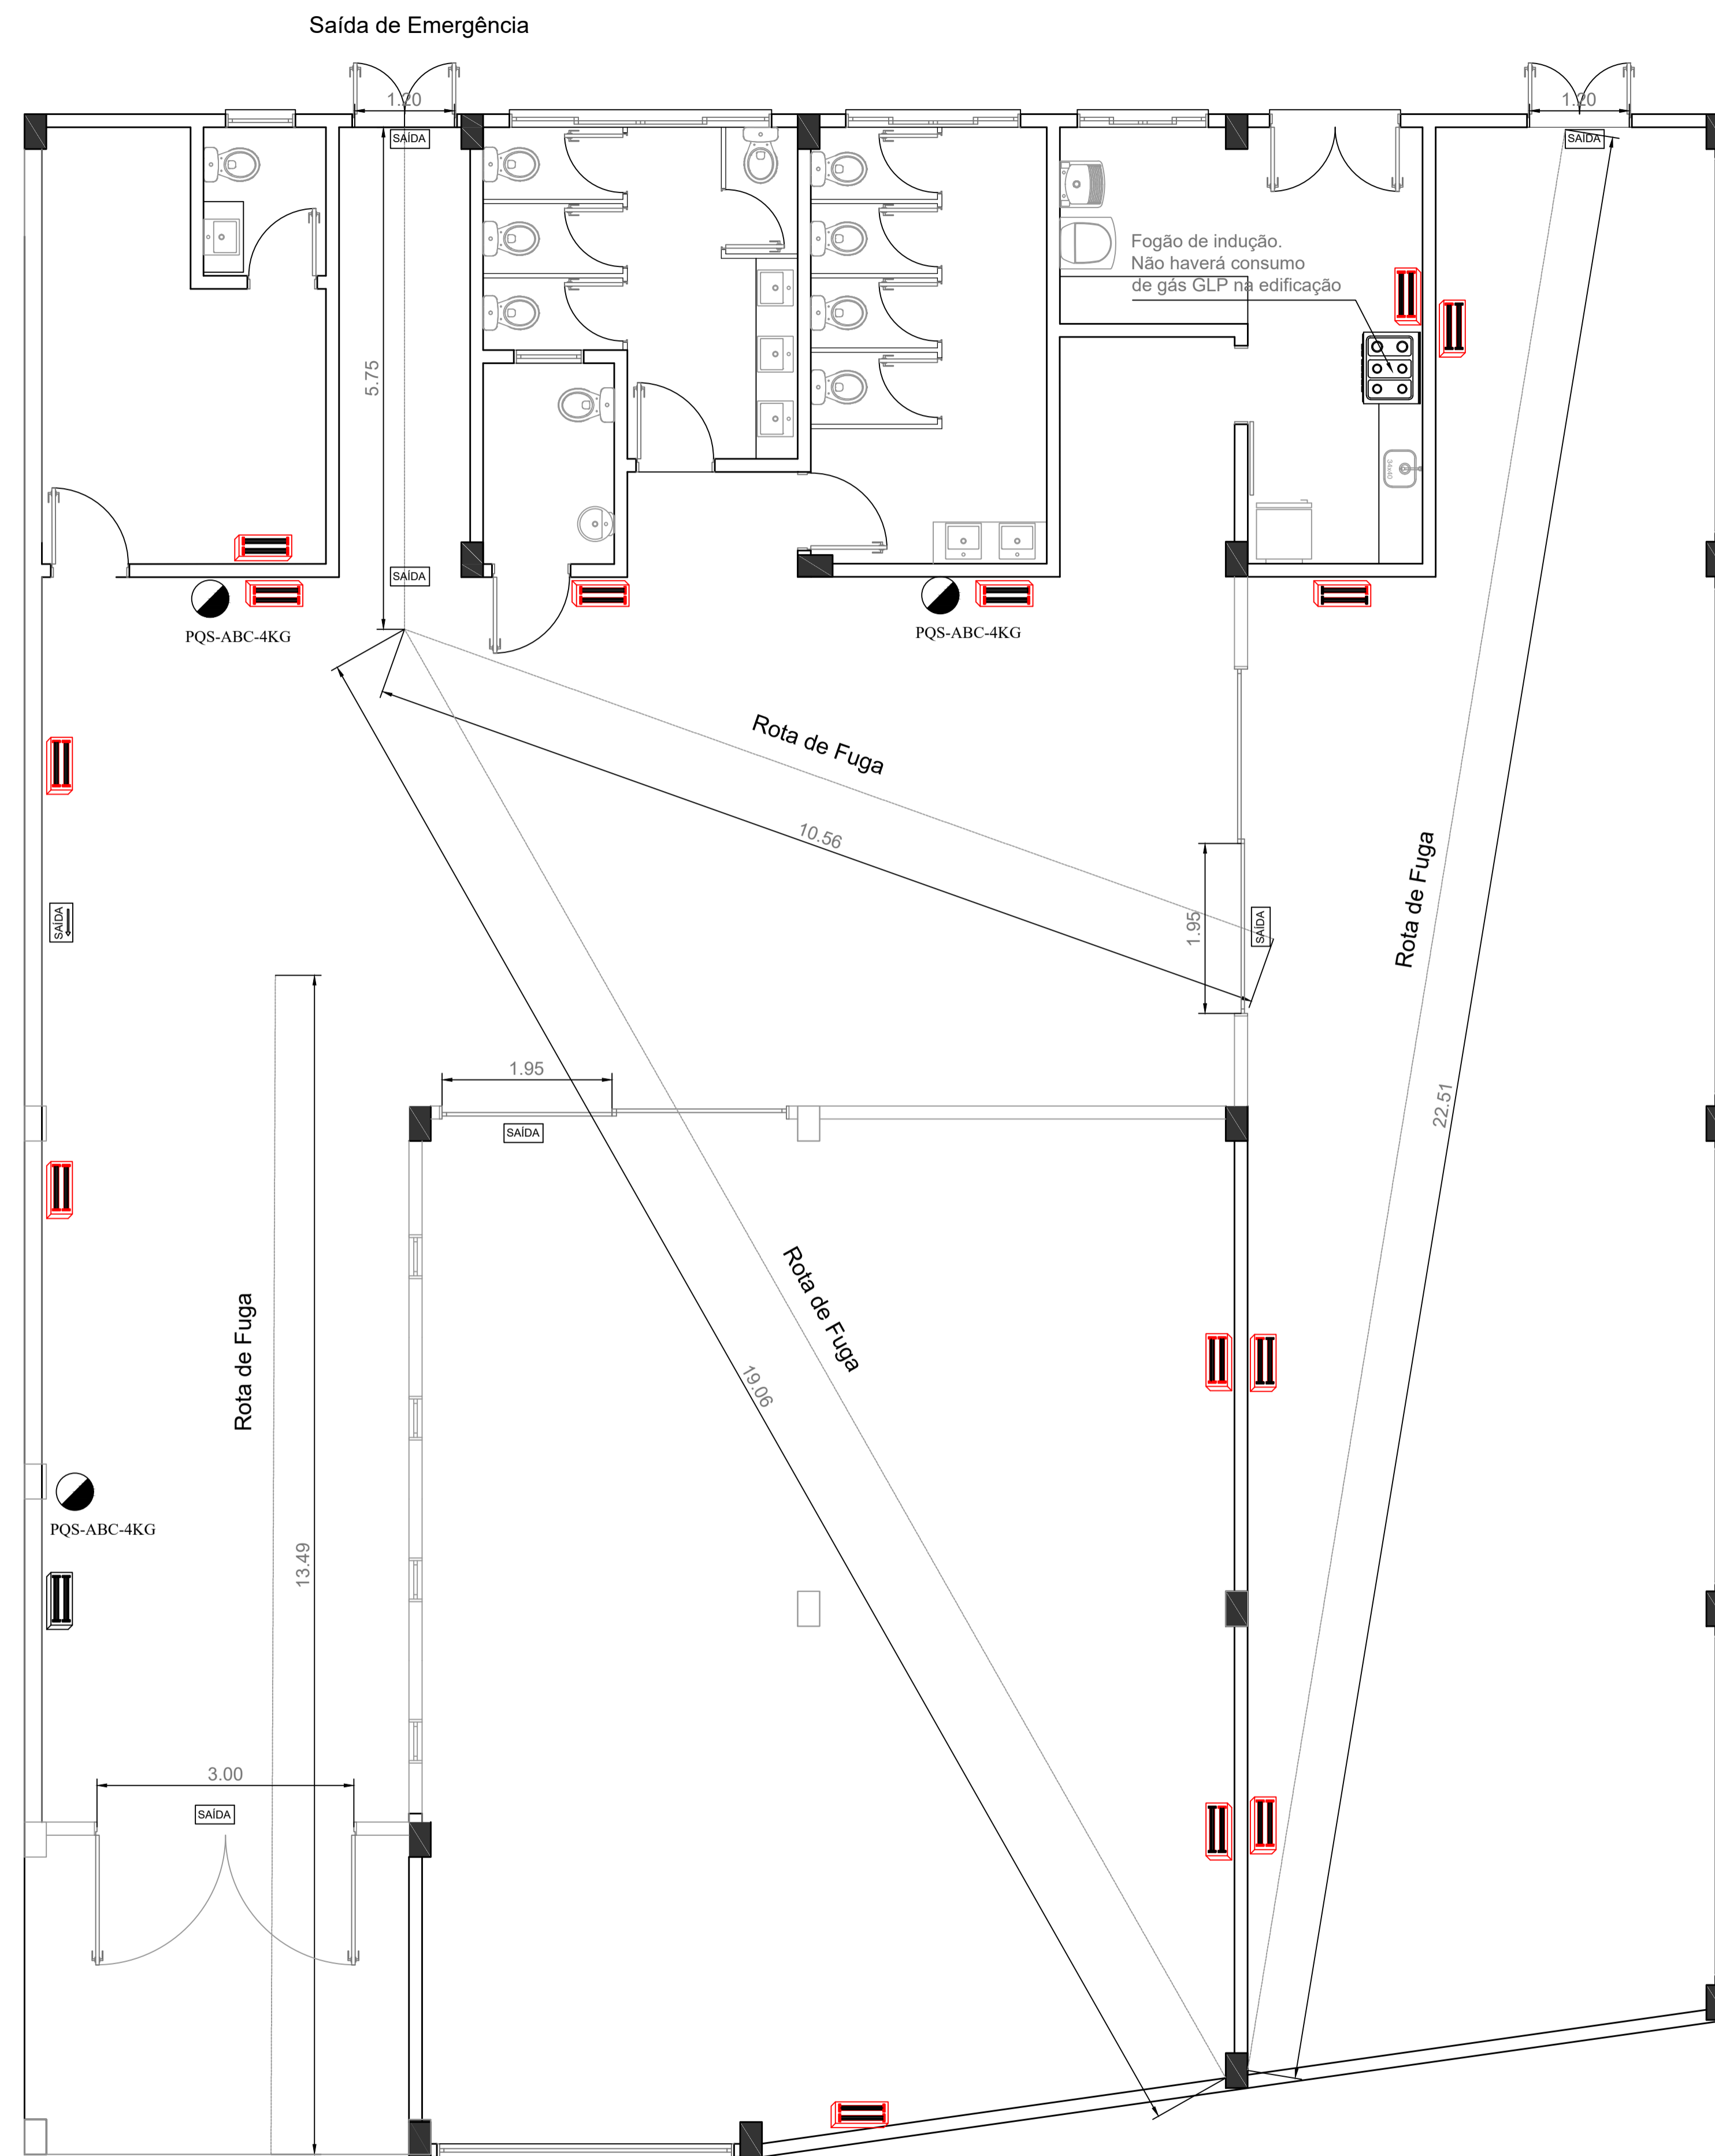 Saída de Emergência
1.20
1.20
SAÍDA
SAÍDA
Fogão de indução.
Não haverá consumo
de gás GLP na edificação
5.75
34x40
SAÍDA
PQS-ABC-4KG
PQS-ABC-4KG
Rota de Fuga
10.56
Rota de Fuga
1.95
SAÍDA
SAÍDA
1.95
SAÍDA
22.51
Rota de Fuga
Rota de Fuga
19.06
PQS-ABC-4KG
13.49
3.00
SAÍDA